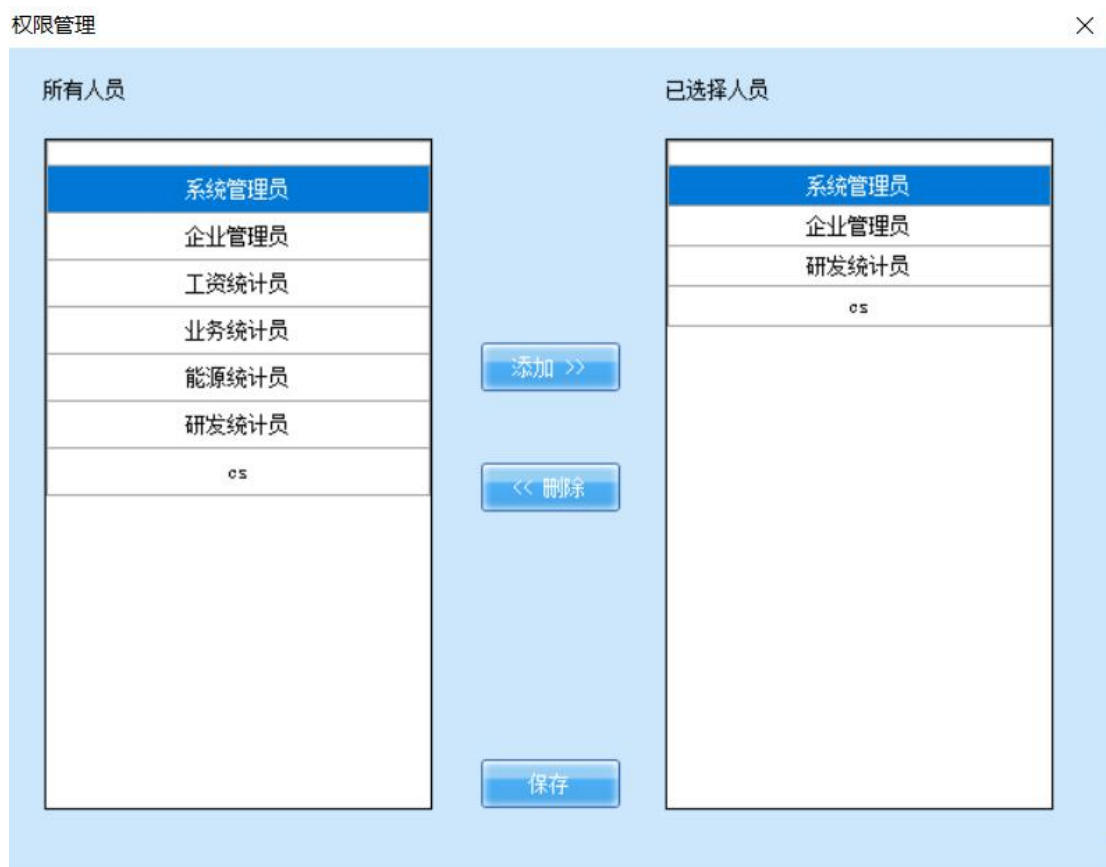 权限管理
所有人员
已选择人员
系统管理员
企业管理员
工资统计员
业务统计员
能源统计员
研发统计员
cs
添加 >>
<< 删除
保存
系统管理员
企业管理员
研发统计员
cs